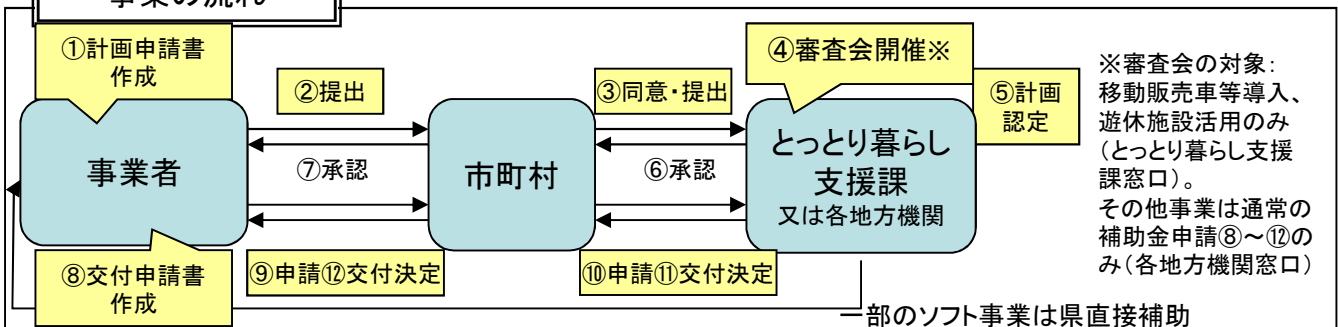 事業の流れ
①計画申請書
作成
②提出
③同意・提出
④審査会開催※
⑤計画
認定
※審査会の対象：
移動販売車等導入、
遊休施設活用のみ
（とっとり暮らし支援
課窓口）。
その他事業は通常の
補助金申請⑧～⑫の
み（各地方機関窓口）
事業者
⑦承認
市町村
⑥承認
とっとり暮らし
支援課
又は各地方機関
⑧交付申請書
作成
⑨申請⑫交付決定
⑩申請⑪交付決定
一部のソフト事業は県直接補助